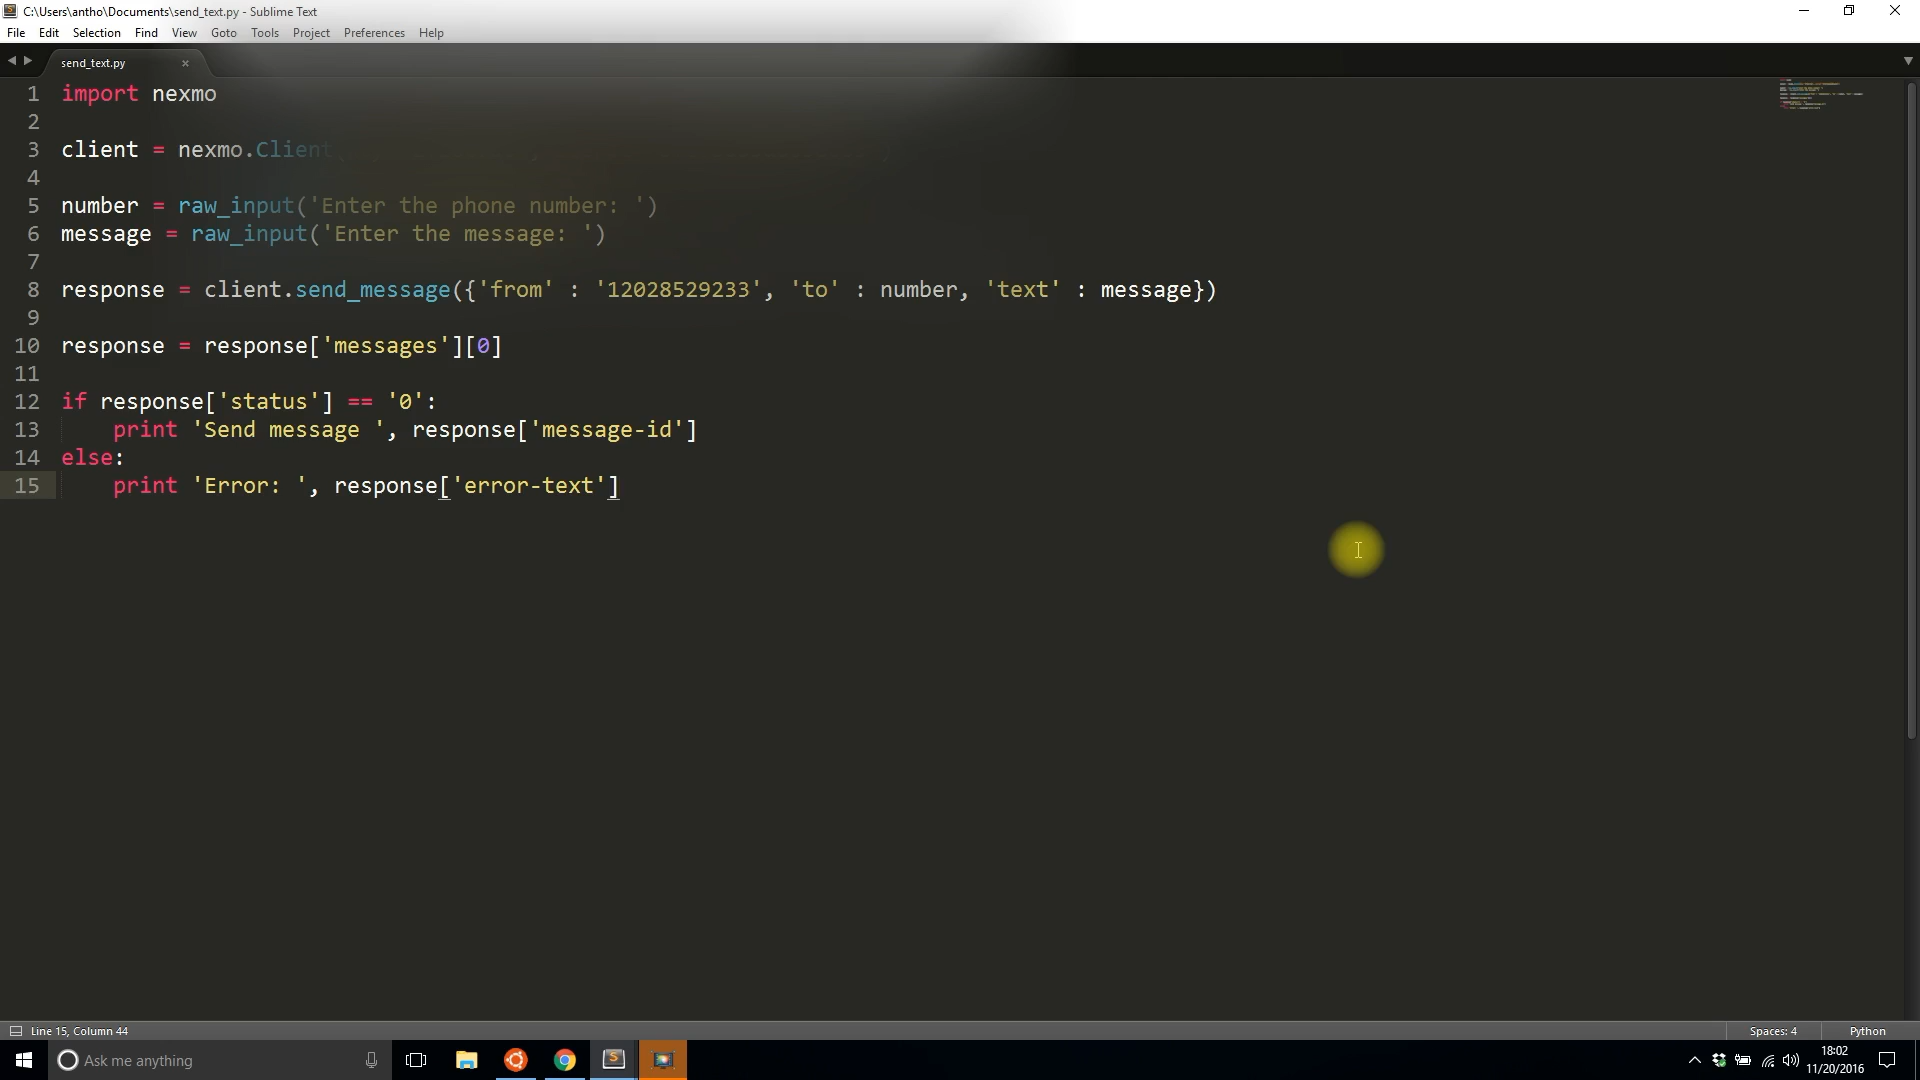 C:\Users\antho\Documents\send_text.py - Sublime Text
File Edit Selection Find View Goto Tools Project Preferences Help
send_text.py
1 import nexmo
2
3 client = nexmo.Client(
4
5 number = raw_input('Enter the phone number: ')
6 message = raw_input('Enter the message: ')
7
8 response = client.send_message({'from' : '12028529233', 'to' : number, 'text' : message})
9
10 response = response['messages'][0]
11
12 if response['status'] == '0':
13 print 'Send message ', response['message-id']
14 else:
15 print 'Error: ', response['error-text']
Line 15, Column 44
Spaces: 4
Python
Ask me anything
18:02
11/20/2016